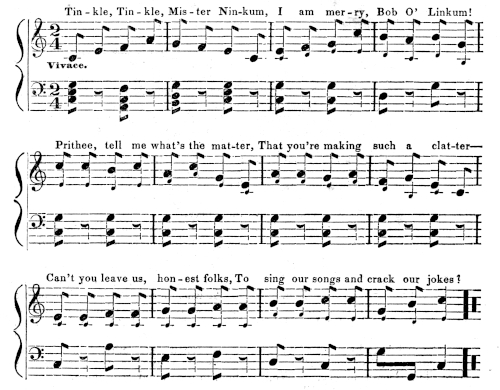 Tin-kle, Tin-kle, Mis-ter Nin-kum, I am mer-ry, Bob O' Linkum!
2
4
Vivace.
2
4
Prithee, tell me what's the mat-ter, That you're making such a clat-ter—
Can't you leave us, hon-est folks, To sing our songs and crack our jokes?